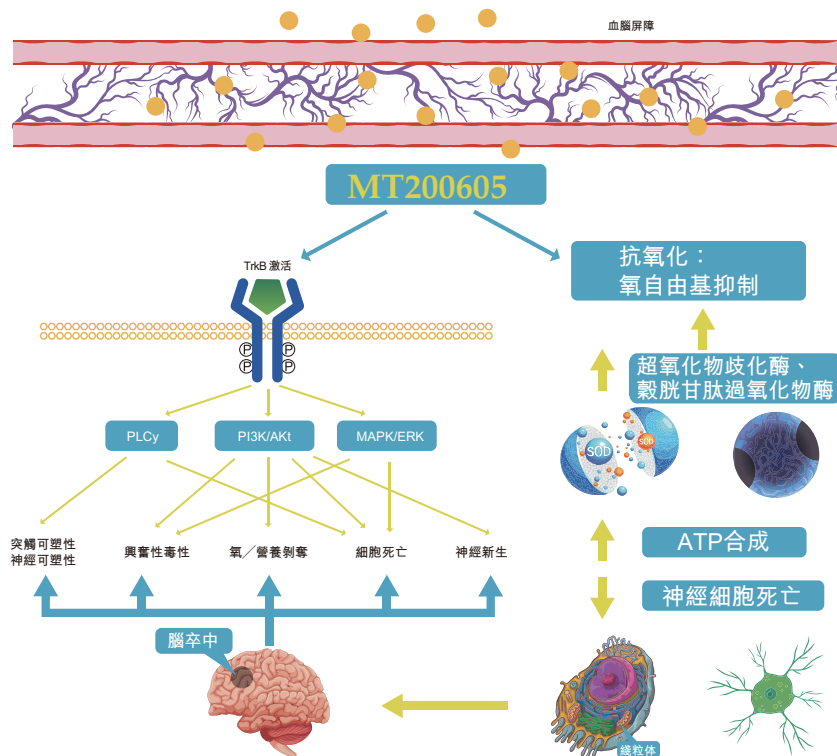 血腦屏障
MT200605
TrkB 激活
抗氧化：
氧自由基抑制
P P
P P
超氧化物歧化酶、
穀胱甘肽過氧化物酶
PLCy
PI3K/AKt
MAPK/ERK
SOD
SOD
突觸可塑性
神經可塑性
興奮性毒性
氧／營養剝奪
細胞死亡
神經新生
ATP合成
神經細胞死亡
腦卒中
綫粒体